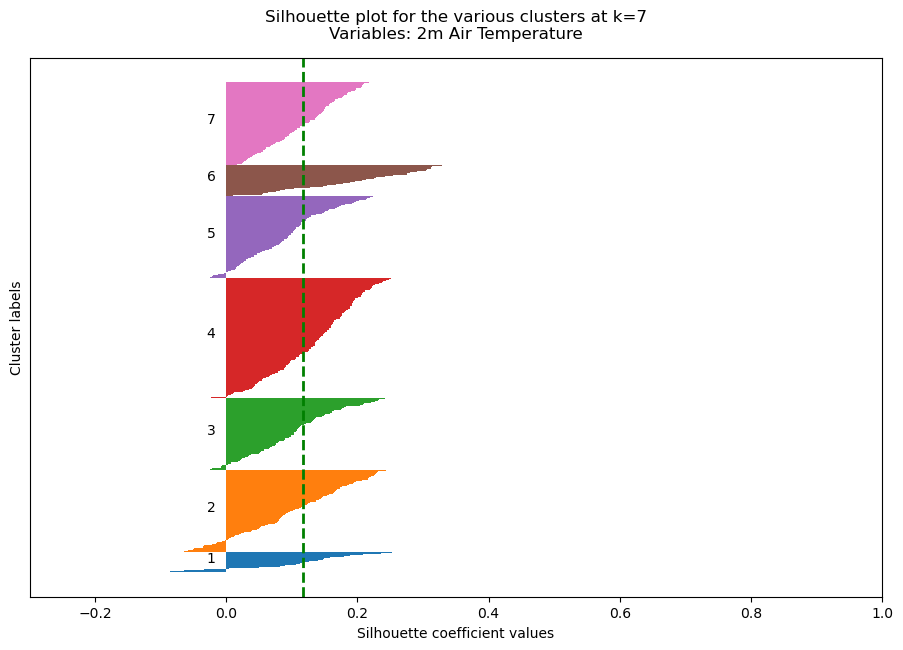 Silhouette plot for the various clusters at k=7
Variables: 2m Air Temperature
7
6
5
4
3
2
1
Cluster labels
−0.2 0.0 0.2 0.4 0.6 0.8 1.0
Silhouette coefficient values